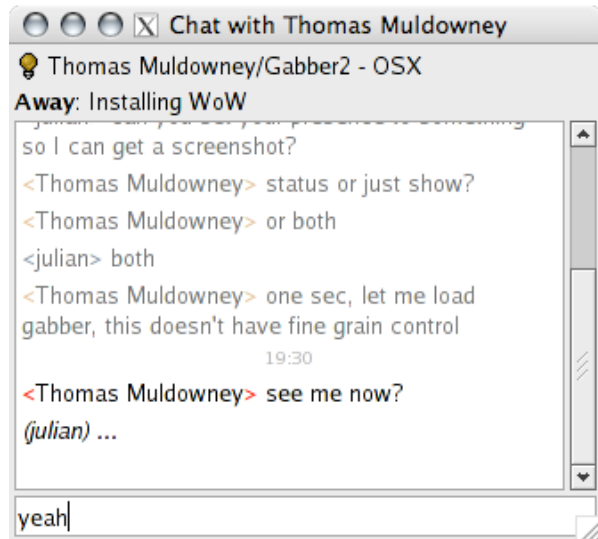 Chat with Thomas Muldowney
Thomas Muldowney/Gabber2 - OSX
Away: Installing WoW
so I can get a screenshot?
<Thomas Muldowney> status or just show?
<Thomas Muldowney> or both
<julian> both
<Thomas Muldowney> one sec, let me load
gabber, this doesn't have fine grain control
19:30
<Thomas Muldowney> see me now?
(julian) ...
yeah